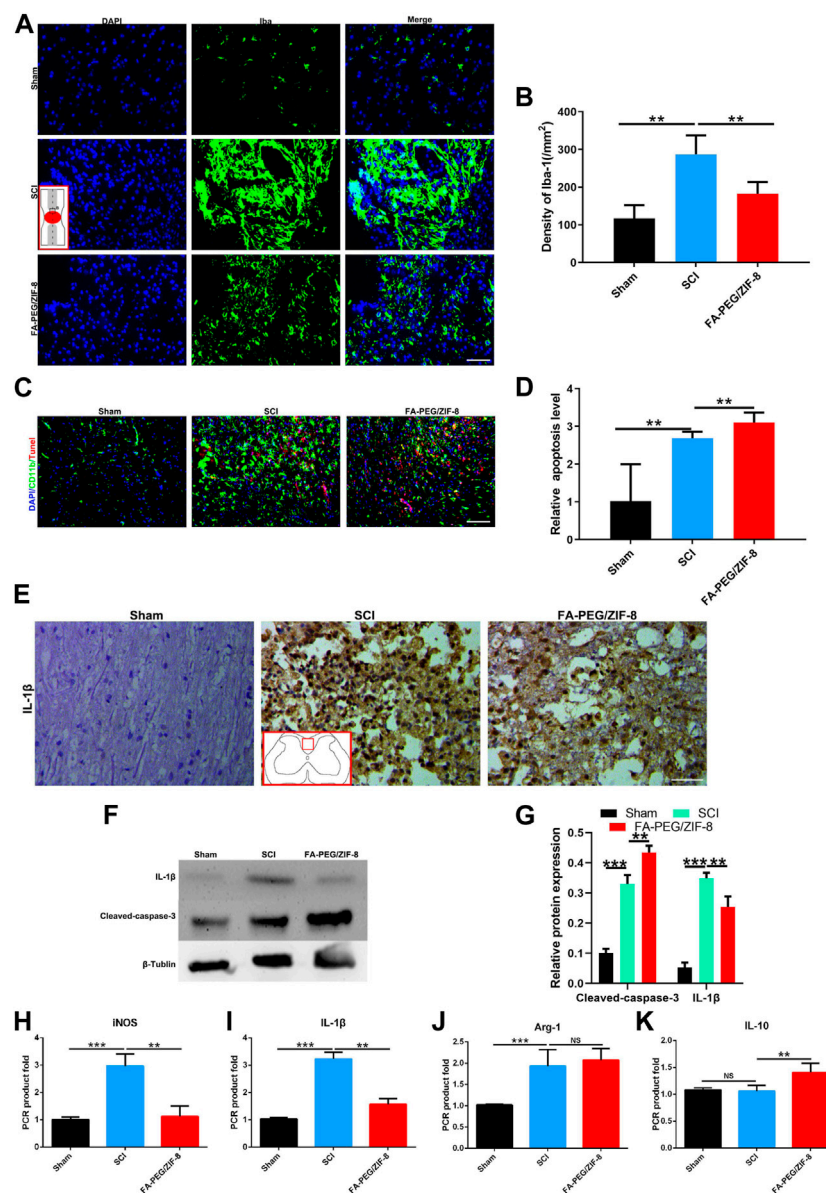 A
DAPI
Iba
Merge
Sham
SCI
FA-PEG/ZIF-8
B
Density of Iba-1(/mm²)
400
300
200
100
0
**
**
Sham
SCI
FA-PEG/ZIF-8
C
Sham
SCI
FA-PEG/ZIF-8
DAPI/CD11b/Tunel
D
Relative apoptosis level
4
3
2
1
0
**
**
Sham
SCI
FA-PEG/ZIF-8
E
Sham
SCI
FA-PEG/ZIF-8
IL-1β
F
Sham
SCI
FA-PEG/ZIF-8
IL-1β
Cleaved-caspase-3
β-Tublin
G
Sham
SCI
FA-PEG/ZIF-8
Relative protein expression
0.5
0.4
0.3
0.2
0.1
0.0
***
**
***
**
Cleaved-caspase-3
IL-1β
H
iNOS
PCR product fold
4
3
2
1
0
***
**
Sham
SCI
FA-PEG/ZIF-8
I
IL-1β
PCR product fold
4
3
2
1
0
***
**
Sham
SCI
FA-PEG/ZIF-8
J
Arg-1
PCR product fold
2.5
2.0
1.5
1.0
0.5
0.0
***
NS
Sham
SCI
FA-PEG/ZIF-8
K
IL-10
PCR product fold
2.0
1.5
1.0
0.5
0.0
NS
**
Sham
SCI
FA-PEG/ZIF-8